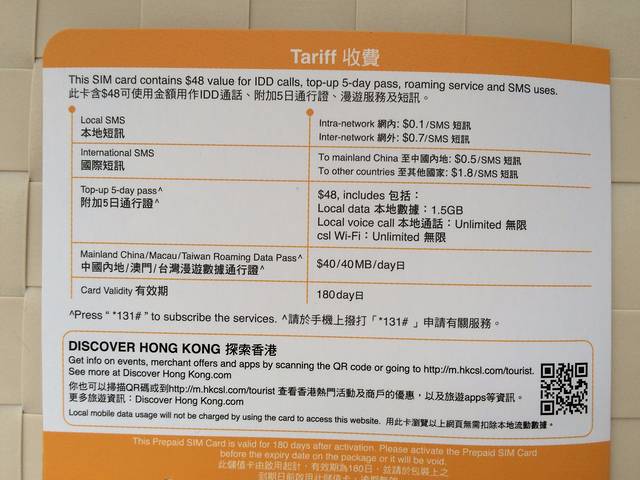 Tariff 收費
This SIM card contains $48 value for IDD calls, top-up 5-day pass, roaming service and SMS uses.
此卡含$48可使用金額用作IDD通話、附加5日通行證、漫遊服務及短訊。
Local SMS
本地短訊
Intra-network 網內: $0.1/SMS 短訊
Inter-network 網外: $0.7/SMS 短訊
International SMS
國際短訊
To mainland China 至中國內地: $0.5/SMS 短訊
To other countries 至其他國家: $1.8/SMS 短訊
Top-up 5-day pass^
附加5日通行證^
$48, includes 包括:
Local data 本地數據:1.5GB
Local voice call 本地通話:Unlimited 無限
csl Wi-Fi:Unlimited 無限
Mainland China/Macau/Taiwan Roaming Data Pass^
中國內地/澳門/台灣漫遊數據通行證^
$40/40MB/day日
Card Validity 有效期
180day日
^Press “ *131# ” to subscribe the services. ^請於手機上撥打「*131# 」申請有關服務。
DISCOVER HONG KONG 探索香港
Get info on events, merchant offers and apps by scanning the QR code or going to http://m.hkcsl.com/tourist.
See more at Discover Hong Kong.com
你也可以掃描QR碼或到http://m.hkcsl.com/tourist 查看香港熱門活動及商戶的優惠,以及旅遊apps等資訊。
更多旅遊資訊:Discover Hong Kong.com
Local mobile data usage will not be charged by using the card to access this website. 用此卡瀏覽以上網頁無需扣除本地流動數據。
This Prepaid SIM Card is valid for 180 days after activation. Please activate the Prepaid SIM Card
before the expiry date on the package or it will be void.
此儲值卡由啟用起計,有效期為180日,並請於包裝上之